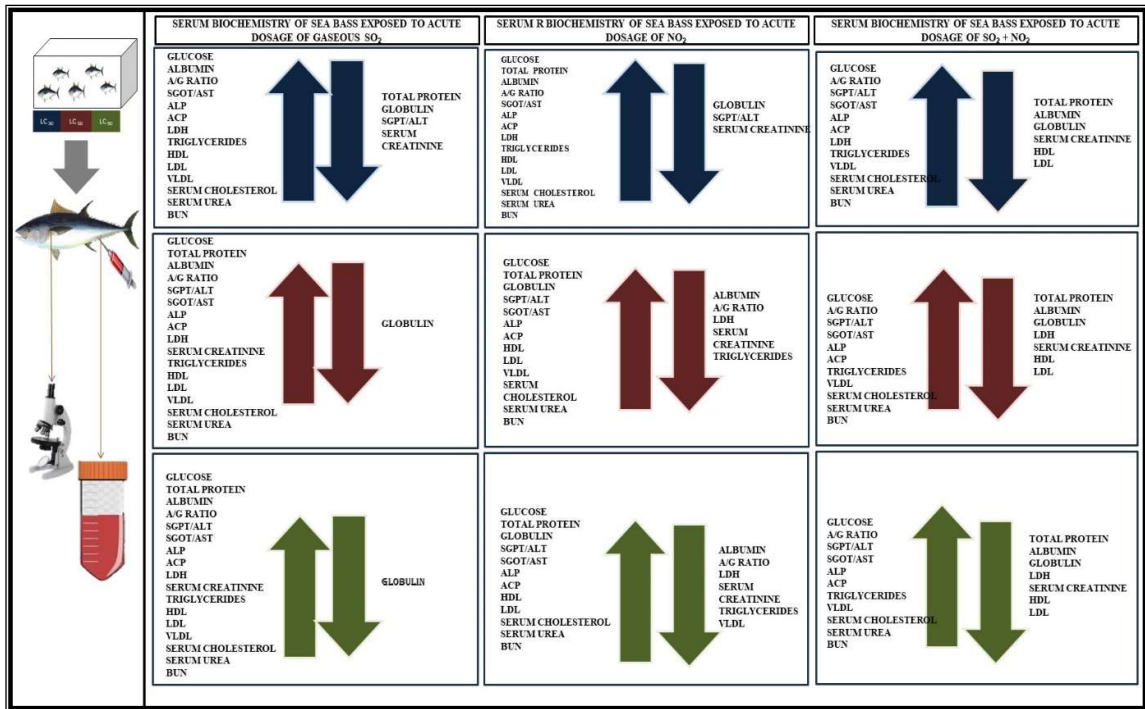 SERUM BIOCHEMISTRY OF SEA BASS EXPOSED TO ACUTE
DOSAGE OF GASEOUS SO₂
SERUM R BIOCHEMISTRY OF SEA BASS EXPOSED TO ACUTE
DOSAGE OF NO₂
SERUM BIOCHEMISTRY OF SEA BASS EXPOSED TO ACUTE
DOSAGE OF SO₂ + NO₂
LC LC LC
GLUCOSE
ALBUMIN
A/G RATIO
SGOT/AST
ALP
ACP
LDH
TRIGLYCERIDES
HDL
LDL
VLDL
SERUM CHOLESTEROL
SERUM UREA
BUN
TOTAL PROTEIN
GLOBULIN
SGPT/ALT
SERUM
CREATININE
GLUCOSE
TOTAL PROTEIN
ALBUMIN
A/G RATIO
SGOT/AST
ALP
ACP
LDH
TRIGLYCERIDES
HDL
LDL
VLDL
SERUM CHOLESTEROL
SERUM UREA
BUN
GLOBULIN
SGPT/ALT
SERUM CREATININE
GLUCOSE
A/G RATIO
SGPT/ALT
SGOT/AST
ALP
ACP
LDH
TRIGLYCERIDES
VLDL
SERUM CHOLESTEROL
SERUM UREA
BUN
TOTAL PROTEIN
ALBUMIN
GLOBULIN
SERUM CREATININE
HDL
LDL
GLUCOSE
TOTAL PROTEIN
ALBUMIN
A/G RATIO
SGPT/ALT
SGOT/AST
ALP
ACP
LDH
SERUM CREATININE
TRIGLYCERIDES
HDL
LDL
VLDL
SERUM CHOLESTEROL
SERUM UREA
BUN
GLOBULIN
GLUCOSE
TOTAL PROTEIN
GLOBULIN
SGPT/ALT
SGOT/AST
ALP
ACP
HDL
LDL
VLDL
SERUM
CHOLESTEROL
SERUM UREA
BUN
ALBUMIN
A/G RATIO
LDH
SERUM
CREATININE
TRIGLYCERIDES
GLUCOSE
A/G RATIO
SGPT/ALT
SGOT/AST
ALP
ACP
TRIGLYCERIDES
VLDL
SERUM CHOLESTEROL
SERUM UREA
BUN
TOTAL PROTEIN
ALBUMIN
GLOBULIN
LDH
SERUM CREATININE
HDL
LDL
GLUCOSE
TOTAL PROTEIN
ALBUMIN
A/G RATIO
SGPT/ALT
SGOT/AST
ALP
ACP
LDH
SERUM CREATININE
TRIGLYCERIDES
HDL
LDL
VLDL
SERUM CHOLESTEROL
SERUM UREA
BUN
GLOBULIN
GLUCOSE
TOTAL PROTEIN
GLOBULIN
SGPT/ALT
SGOT/AST
ALP
ACP
HDL
LDL
SERUM CHOLESTEROL
SERUM UREA
BUN
ALBUMIN
A/G RATIO
LDH
SERUM
CREATININE
TRIGLYCERIDES
VLDL
GLUCOSE
A/G RATIO
SGPT/ALT
SGOT/AST
ALP
ACP
TRIGLYCERIDES
VLDL
SERUM CHOLESTEROL
SERUM UREA
BUN
TOTAL PROTEIN
ALBUMIN
GLOBULIN
LDH
SERUM CREATININE
HDL
LDL